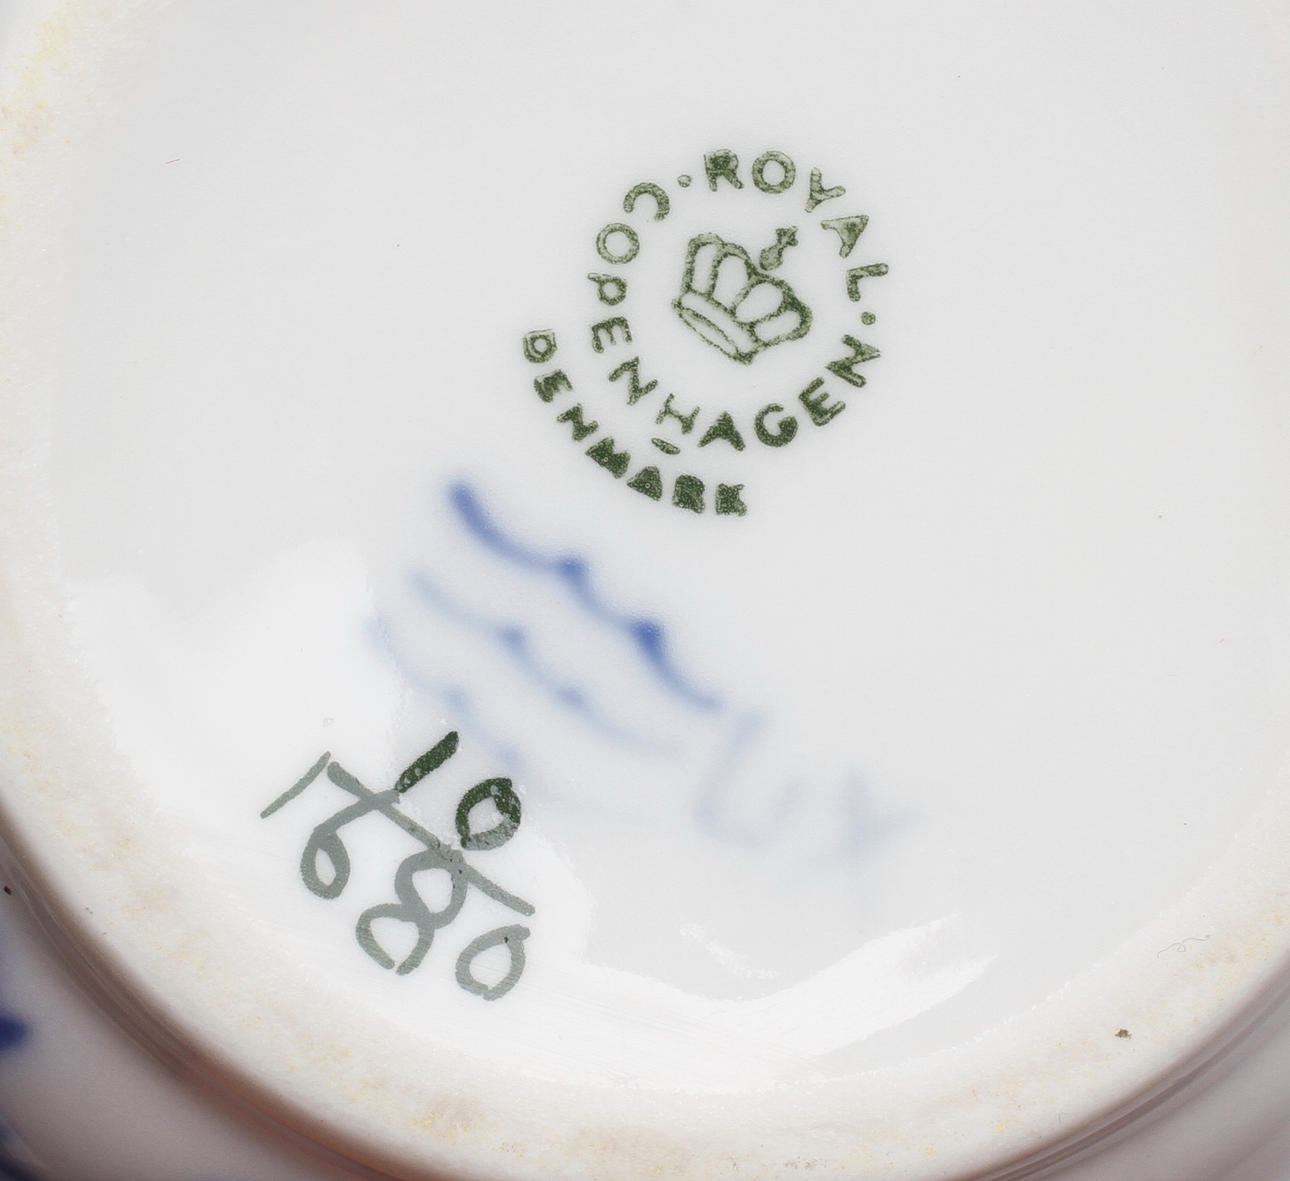 ROYAL · COPENHAGEN ·
DENMARK
10
1680